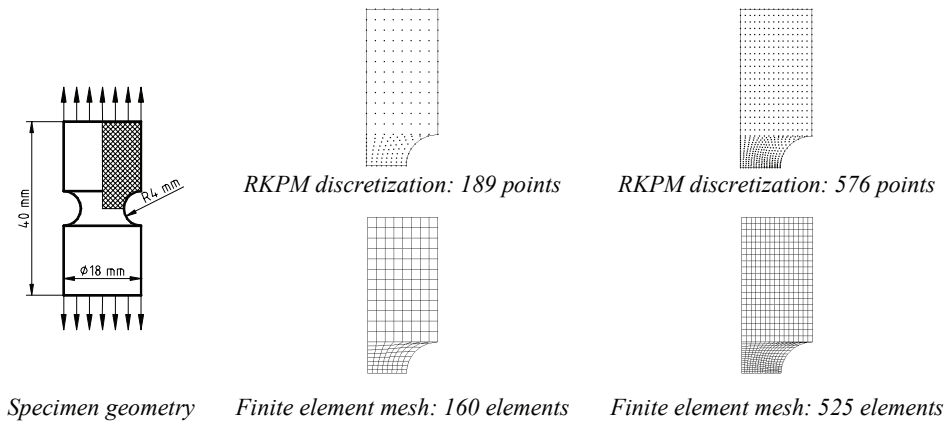 40 mm
R4 mm
ϕ18 mm
Specimen geometry
RKPM discretization: 189 points
RKPM discretization: 576 points
Finite element mesh: 160 elements
Finite element mesh: 525 elements